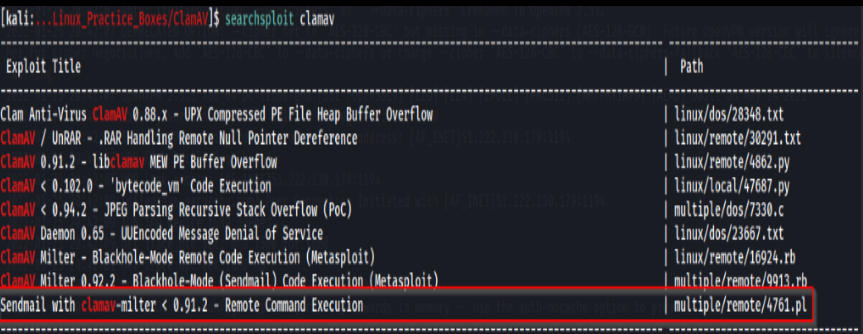 [kali:...Linux_Practice_Boxes/ClamAV]$ searchsploit clamav
Exploit Title | Path
Clam Anti-Virus ClamAV 0.88.x - UPX Compressed PE File Heap Buffer Overflow | linux/dos/28348.txt
ClamAV / UnRAR - .RAR Handling Remote Null Pointer Dereference | linux/remote/30291.txt
ClamAV 0.91.2 - libclamav MEW PE Buffer Overflow | linux/remote/4862.py
ClamAV < 0.102.0 - 'bytecode_vm' Code Execution | linux/local/47687.py
ClamAV < 0.94.2 - JPEG Parsing Recursive Stack Overflow (PoC) | multiple/dos/7330.c
ClamAV Daemon 0.65 - UUEncoded Message Denial of Service | linux/dos/23667.txt
ClamAV Milter - Blackhole-Mode Remote Code Execution (Metasploit) | linux/remote/16924.rb
ClamAV Milter 0.92.2 - Blackhole-Mode (Sendmail) Code Execution (Metasploit) | multiple/remote/9913.rb
Sendmail with clamav-milter < 0.91.2 - Remote Command Execution | multiple/remote/4761.pl